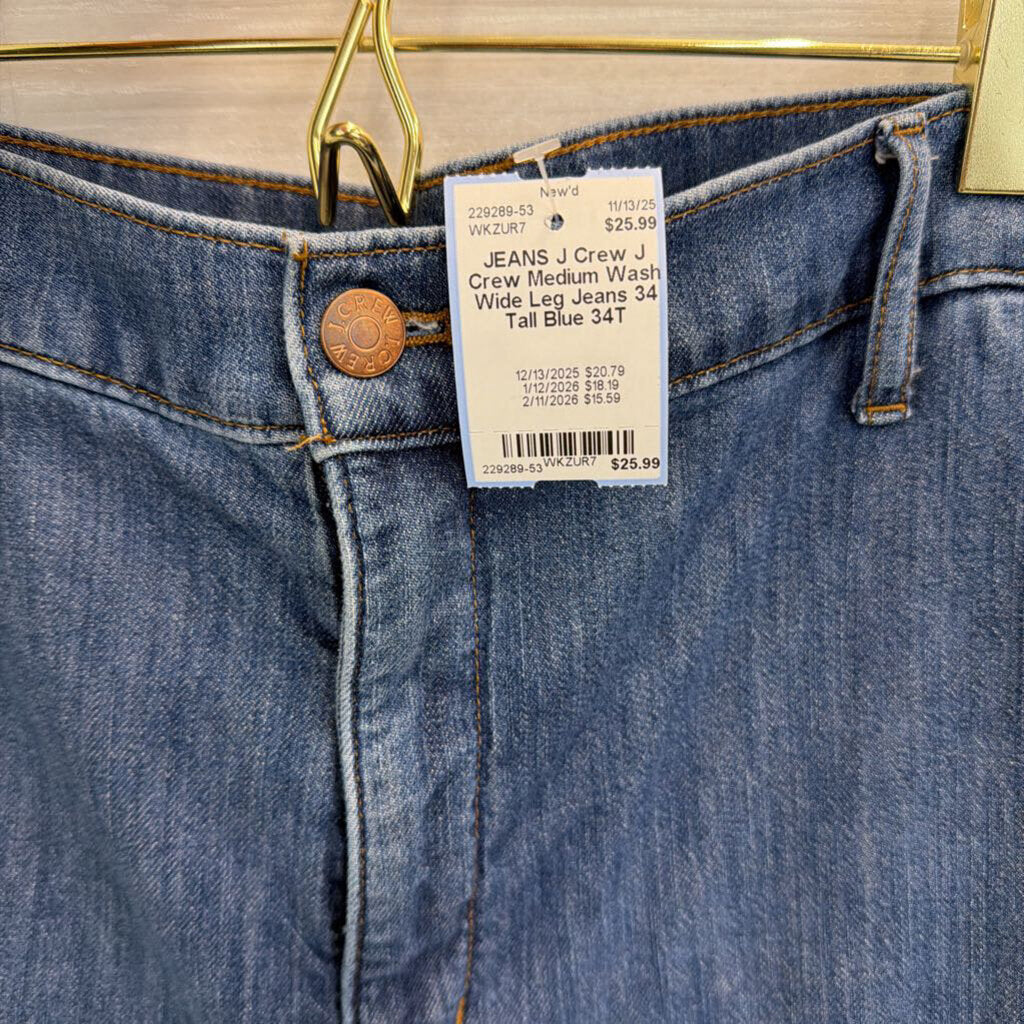 New'd
229289-53 11/13/25
WKZUR7 $25.99
JEANS J Crew J
Crew Medium Wash
Wide Leg Jeans 34
Tall Blue 34T
12/13/2025 $20.79
1/12/2026 $18.19
2/11/2026 $15.59
229289-53 WKZUR7 $25.99
J.CREW J.CREW